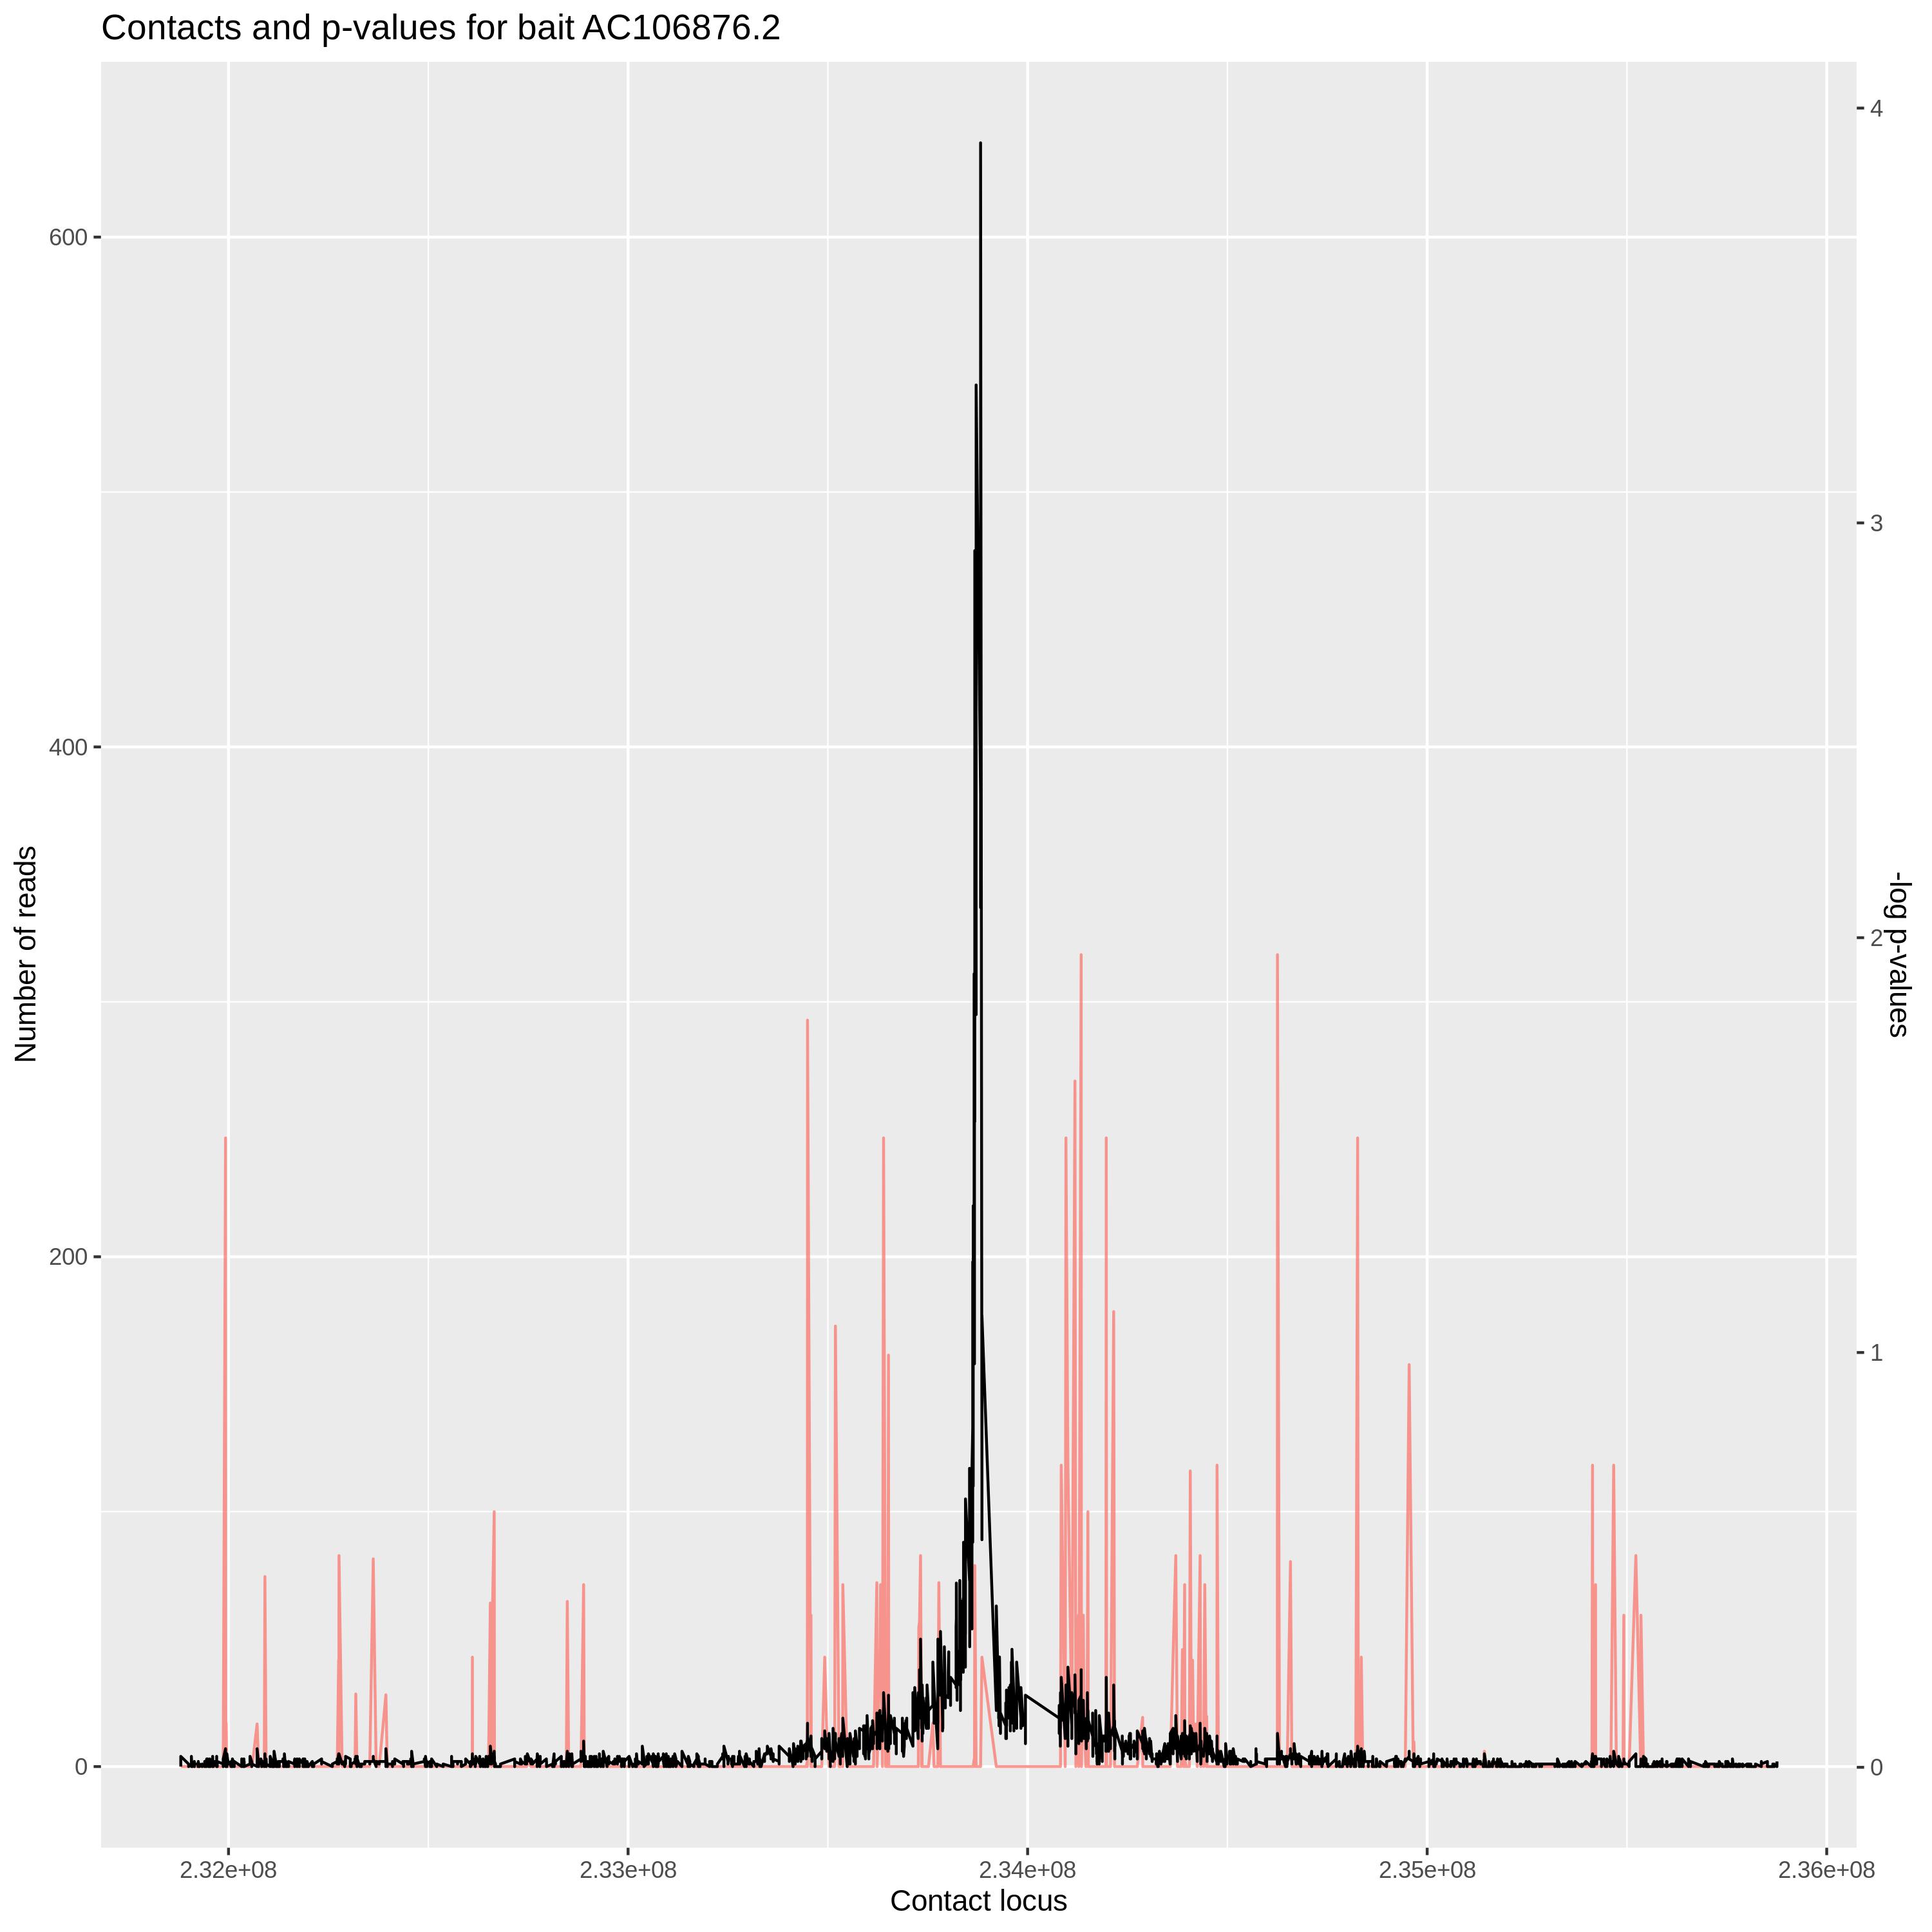 Contacts and p-values for bait AC106876.2
600
400
200
0
Number of reads
4
3
2
1
0
-log p-values
2.32e+08
2.33e+08
2.34e+08
2.35e+08
2.36e+08
Contact locus